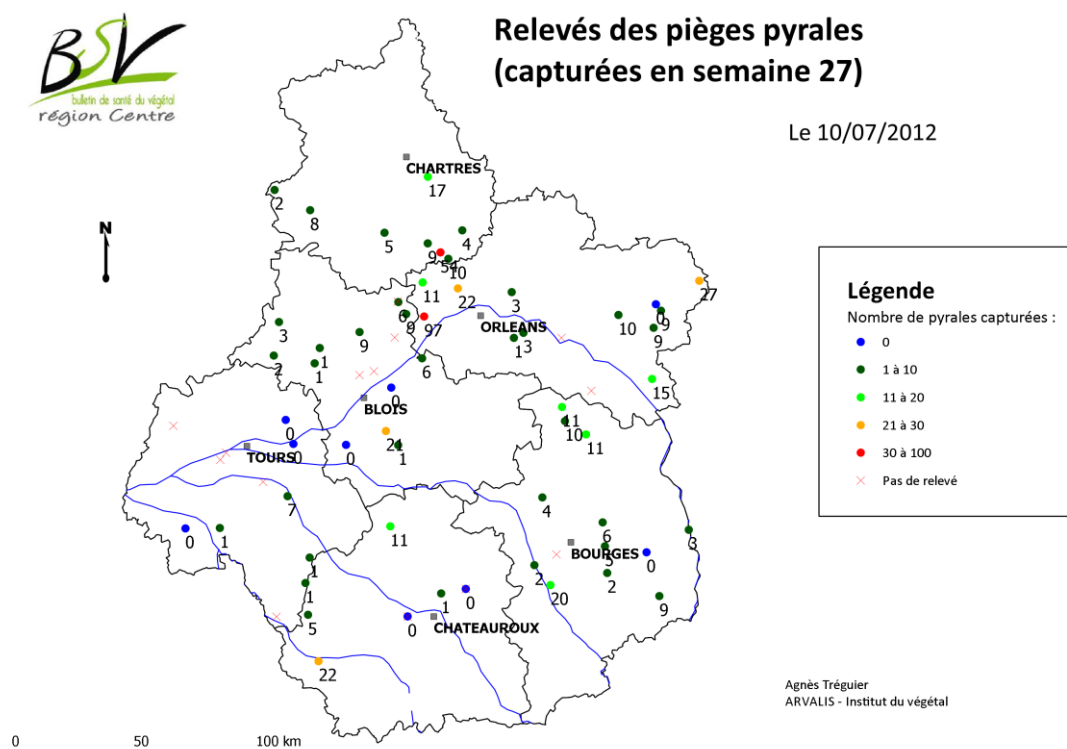 BSV
bulletin de santé du végétal
région Centre
Relevés des pièges pyrales
(capturées en semaine 27)
Le 10/07/2012
N
CHARTRES
17
2
8
5
4
9
54
10
11
22
3
27
0
9
10
9
6
9
97
ORLEANS
3
1
3
9
2
1
1
6
15
0
BLOIS
11
10
11
21
1
0
0
0
TOURS
7
4
11
6
3
0
1
BOURGES
5
0
2
2
20
9
1
1
5
1
0
0
CHATEAUROUX
22
Légende
Nombre de pyrales capturées :
0
1 à 10
11 à 20
21 à 30
30 à 100
Pas de relevé
Agnès Tréguier
ARVALIS - Institut du végétal
0 50 100 km